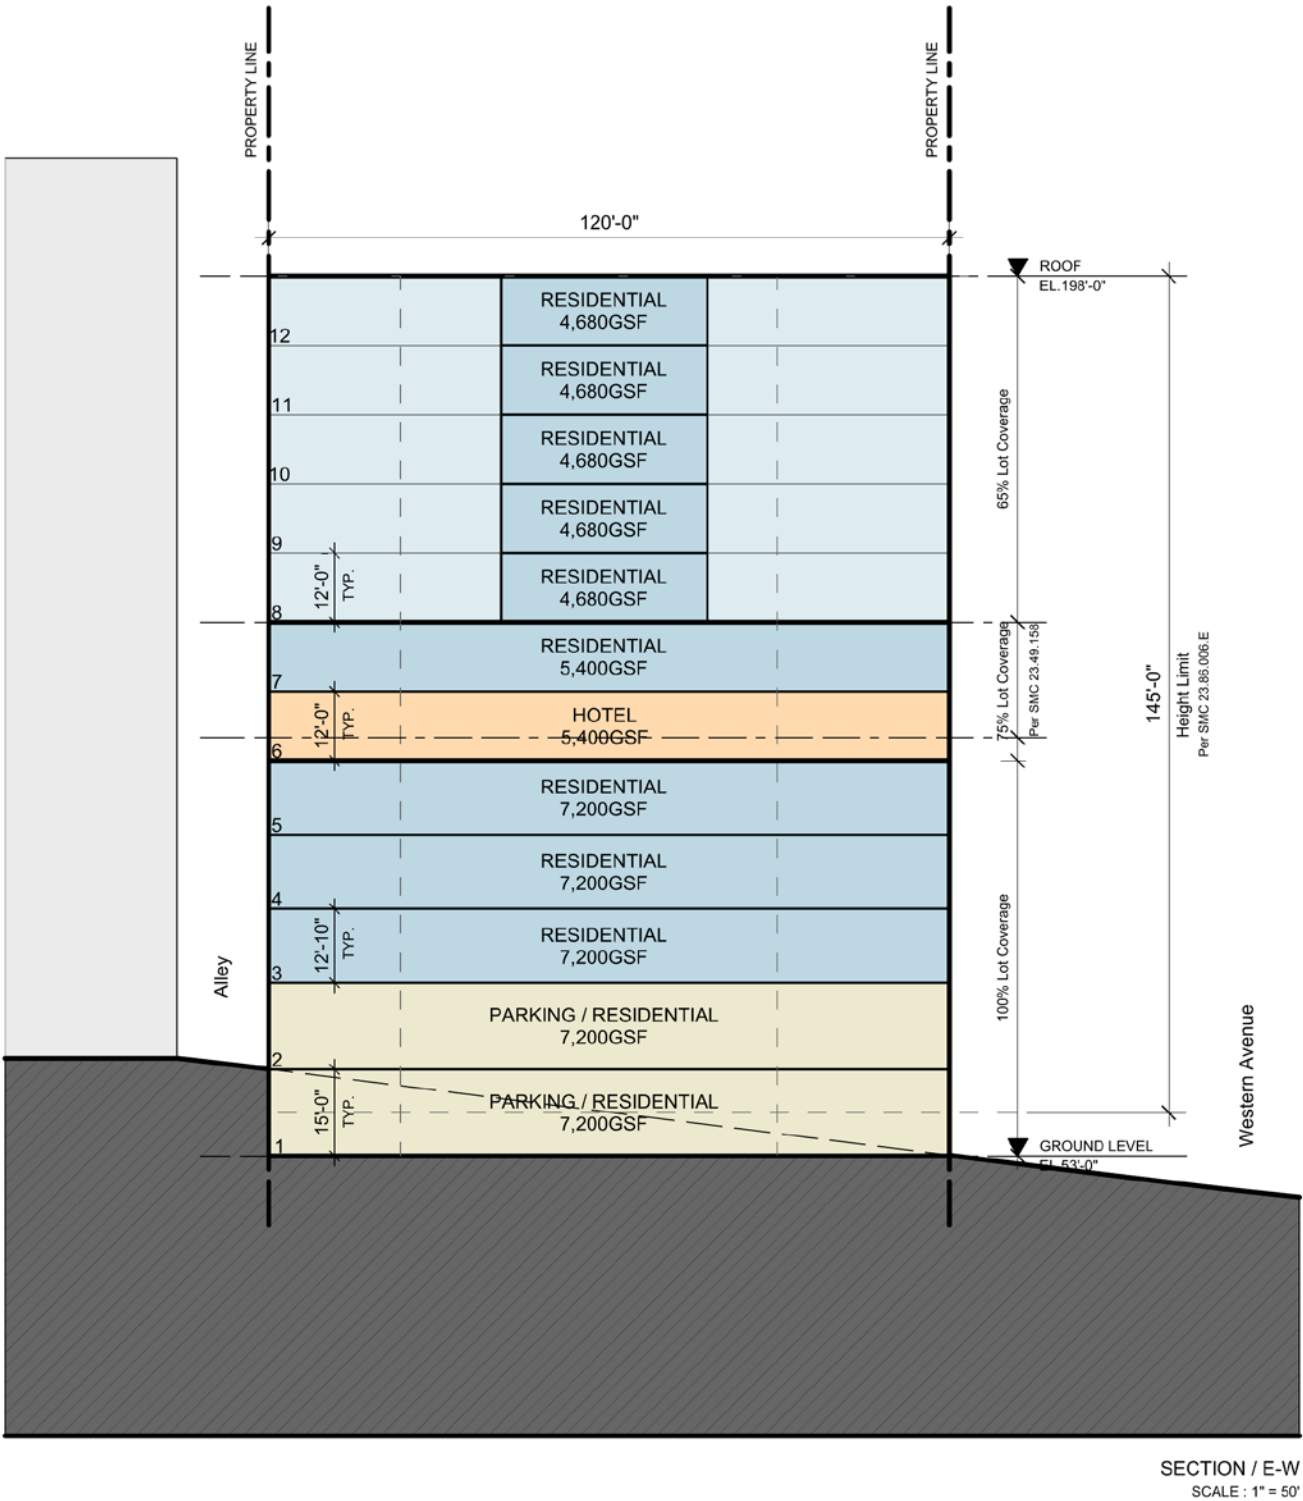 PROPERTY LINE
PROPERTY LINE
120'-0"
ROOF
EL.198'-0"
RESIDENTIAL
4,680GSF
12
RESIDENTIAL
4,680GSF
11
RESIDENTIAL
4,680GSF
10
RESIDENTIAL
4,680GSF
9
RESIDENTIAL
4,680GSF
12'-0"
TYP.
8
65% Lot Coverage
RESIDENTIAL
5,400GSF
7
HOTEL
5,400GSF
12'-0"
TYP.
6
75% Lot Coverage
Per SMC 23.49.158
145'-0"
Height Limit
Per SMC 23.86.006.E
RESIDENTIAL
7,200GSF
5
RESIDENTIAL
7,200GSF
4
RESIDENTIAL
7,200GSF
12'-10"
TYP.
3
100% Lot Coverage
Alley
PARKING / RESIDENTIAL
7,200GSF
2
PARKING / RESIDENTIAL
7,200GSF
15'-0"
TYP.
1
Western Avenue
GROUND LEVEL
EL.53'-0"
SECTION / E-W
SCALE : 1" = 50'